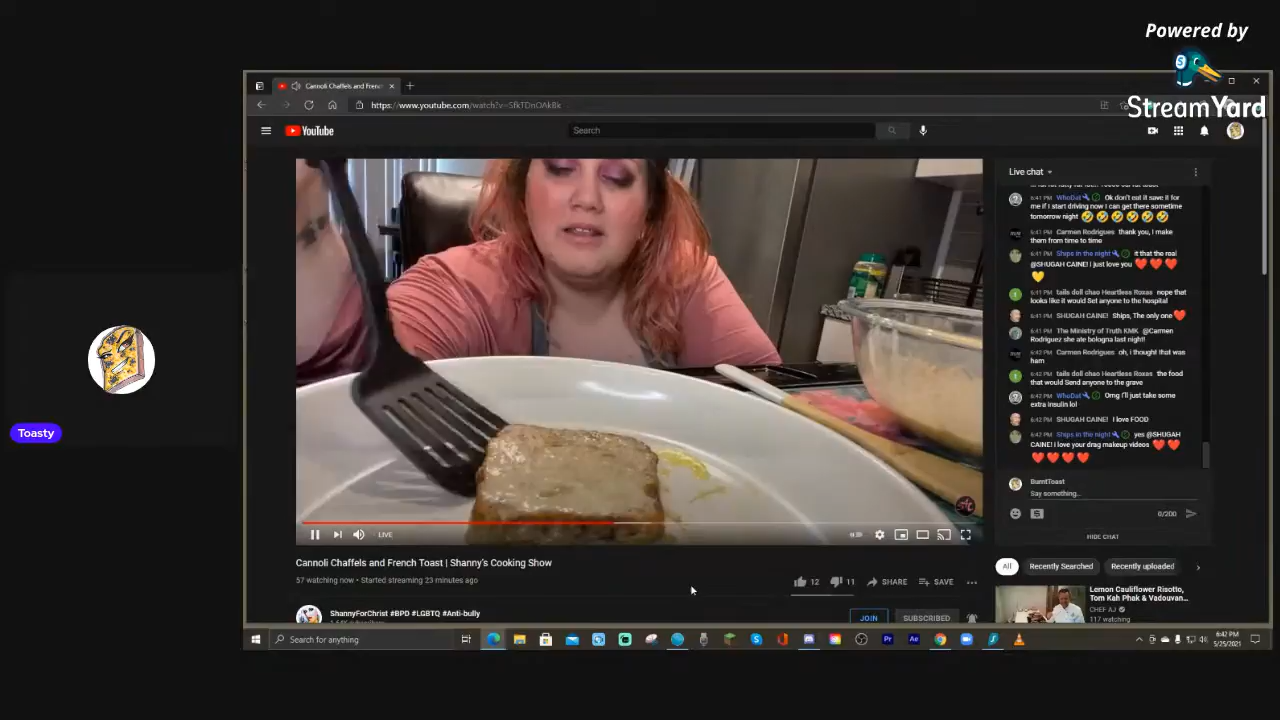 Powered by
StreamYard
Cannoli Chaffels and Fren
https://www.youtube.com/watch?v=SfkTDnOAkBk
YouTube
Search
Live chat
6:41 PM WhoDat Ok don't eat it save it for
me if I start driving now I can get there sometime
tomorrow night
6:41 PM Carmen Rodrigues thank you, I make
them from time to time
6:41 PM Ships in the night it that the real
@SHUGAH CAINE! I just love you
6:41 PM tails doll chao Heartless Roxas nope that
looks like it would Set anyone to the hospital
6:41 PM SHUGAH CAINE! Ships, The only one
6:41 PM The Ministry of Truth KMK @Carmen
Rodriguez she ate bologna last night!!
6:42 PM Carmen Rodrigues oh, i thought! that was
ham
6:42 PM tails doll chao Heartless Roxas the food
that would Send anyone to the grave
6:42 PM WhoDat Omg I'll just take some
extra insulin lol
6:42 PM SHUGAH CAINE! I love FOOD
6:42 PM Ships in the night yes @SHUGAH
CAINE! i love your drag makeup videos
BurntToast
Say something...
0/200
HIDE CHAT
Toasty
LIVE
Cannoli Chaffels and French Toast | Shanny's Cooking Show
57 watching now • Started streaming 23 minutes ago
12
11
SHARE
SAVE
All
Recently Searched
Recently uploaded
Lemon Cauliflower Risotto,
Tom Kah Phak & Vadouvan...
CHEF AJ
117 watching
ShannyForChrist #BPD #LGBTQ #Anti-bully
JOIN
SUBSCRIBED
Search for anything
6:42 PM
5/25/2021